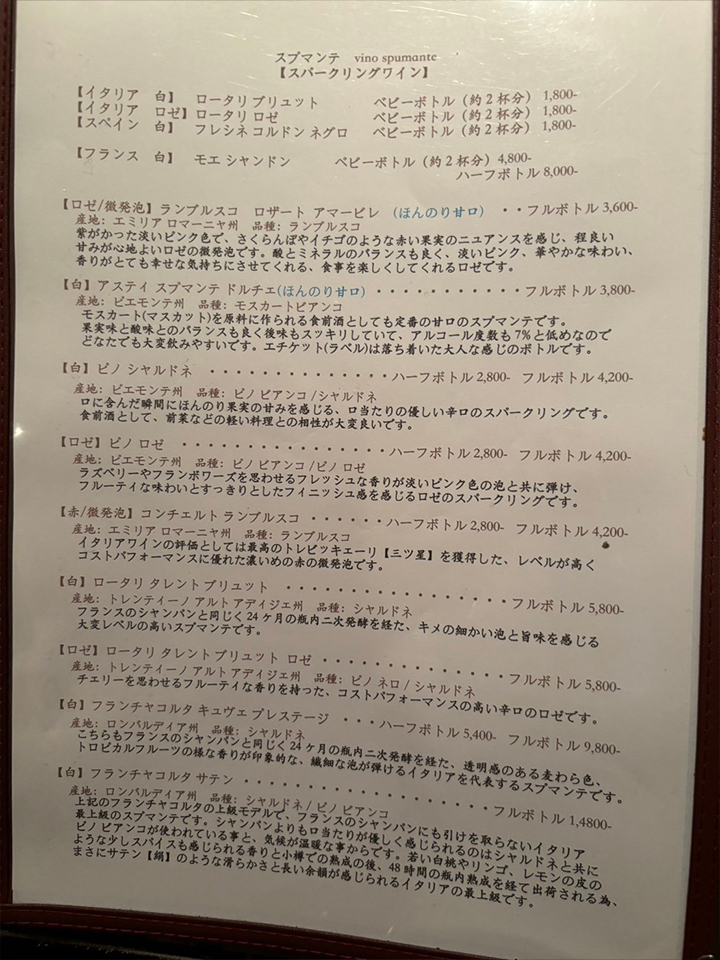 スプマンテ　vino spumante
【スパークリングワイン】
【イタリア　白】　ロータリ ブリュット　ベビーボトル（約2杯分）1,800-
【イタリア　ロゼ】ロータリ ロゼ　ベビーボトル（約2杯分）1,800-
【スペイン　白】　フレシネ コルドン ネグロ　ベビーボトル（約2杯分）1,800-
【フランス　白】　モエ シャンドン　ベビーボトル（約2杯分）4,800-
ハーフボトル 8,000-
【ロゼ/微発泡】ランブルスコ　ロザート アマービレ　（ほんのり甘口）　・・フルボトル 3,600-
産地: エミリア ロマーニャ州　品種: ランブルスコ
紫がかった淡いピンク色で、さくらんぼやイチゴのような赤い果実のニュアンスを感じ、程良い
甘みが心地よいロゼの微発泡です。酸とミネラルのバランスも良く、淡いピンク、華やかな味わい、
香りがとても幸せな気持ちにさせてくれる、食事を楽しくしてくれるロゼです。
【白】アスティ スプマンテ ドルチェ(ほんのり甘口）・・・・・・・・・・・フルボトル 3,800-
産地: ピエモンテ州　品種: モスカートビアンコ
モスカート(マスカット)を原料に作られる食前酒としても定番の甘口のスプマンテです。
果実味と酸味とのバランスも良く後味もスッキリしていて、アルコール度数も7%と低めなので
どなたでも大変飲みやすいです。エチケット(ラベル)は落ち着いた大人な感じのボトルです。
【白】ピノ シャルドネ　・・・・・・・・・・・・・ハーフボトル 2,800-　フルボトル 4,200-
産地: ピエモンテ州　品種: ピノ ビアンコ /シャルドネ
口に含んだ瞬間にほんのり果実の甘みを感じる、口当たりの優しい辛口のスパークリングです。
食前酒として、前菜などの軽い料理との相性が大変良いです。
【ロゼ】ピノ ロゼ　・・・・・・・・・・・・・・・ハーフボトル 2,800-　フルボトル 4,200-
産地: ピエモンテ州　品種: ピノ ビアンコ /ピノ ロゼ
ラズベリーやフランボワーズを思わせるフレッシュな香りが淡いピンク色の泡と共に弾け、
フルーティな味わいとすっきりとしたフィニッシュ感を感じるロゼのスパークリングです。
【赤/微発泡】コンチェルト ランブルスコ　・・・・・・ハーフボトル 2,800-　フルボトル 4,200-
産地: エミリア ロマーニャ州　品種: ランブルスコ
イタリアワインの評価としては最高のトレビッキエーリ【三ツ星】を獲得した、レベルが高く
コストパフォーマンスに優れた濃いめの赤の微発泡です。
【白】ロータリ タレント ブリュット　・・・・・・・・・・・・・・・・・フルボトル 5,800-
産地: トレンティーノ アルト アディジェ州　品種: シャルドネ
フランスのシャンパンと同じく24ケ月の瓶内二次発酵を経た、キメの細かい泡と旨味を感じる
大変レベルの高いスプマンテです。
【ロゼ】ロータリ タレント ブリュット ロゼ　・・・・・・・・・・・・・・フルボトル 5,800-
産地: トレンティーノ アルト アディジェ州　品種: ピノ ネロ / シャルドネ
チェリーを思わせるフルーティな香りを持った、コストパフォーマンスの高い辛口のロゼです。
【白】フランチャコルタ キュヴェ プレステージ　・・・ハーフボトル 5,400-　フルボトル 9,800-
産地: ロンバルディア州　品種: シャルドネ
こちらもフランスのシャンパンと同じく24ケ月の瓶内二次発酵を経た、透明感のある麦わら色、
トロピカルフルーツの様な香りが印象的な、繊細な泡が弾けるイタリアを代表するスプマンテです。
【白】フランチャコルタ サテン・・・・・・・・・・・・・・・・・・・フルボトル 1,4800-
産地: ロンバルディア州　品種: シャルドネ / ピノ ビアンコ
上記のフランチャコルタの上級モデルで、フランスのシャンパンにも引けを取らないイタリア
最上級のスプマンテです。シャンパンよりも口当たりが優しく感じられるのはシャルドネと共に
ピノ ビアンコが使われている事と、気候が温暖な事からです。若い白桃やリンゴ、レモンの皮の
ような少しスパイスも感じられる香りと小樽での熟成の後、48時間の瓶内熟成を経て出荷される為、
まさにサテン【絹】のような滑らかさと長い余韻が感じられるイタリアの最上級です。